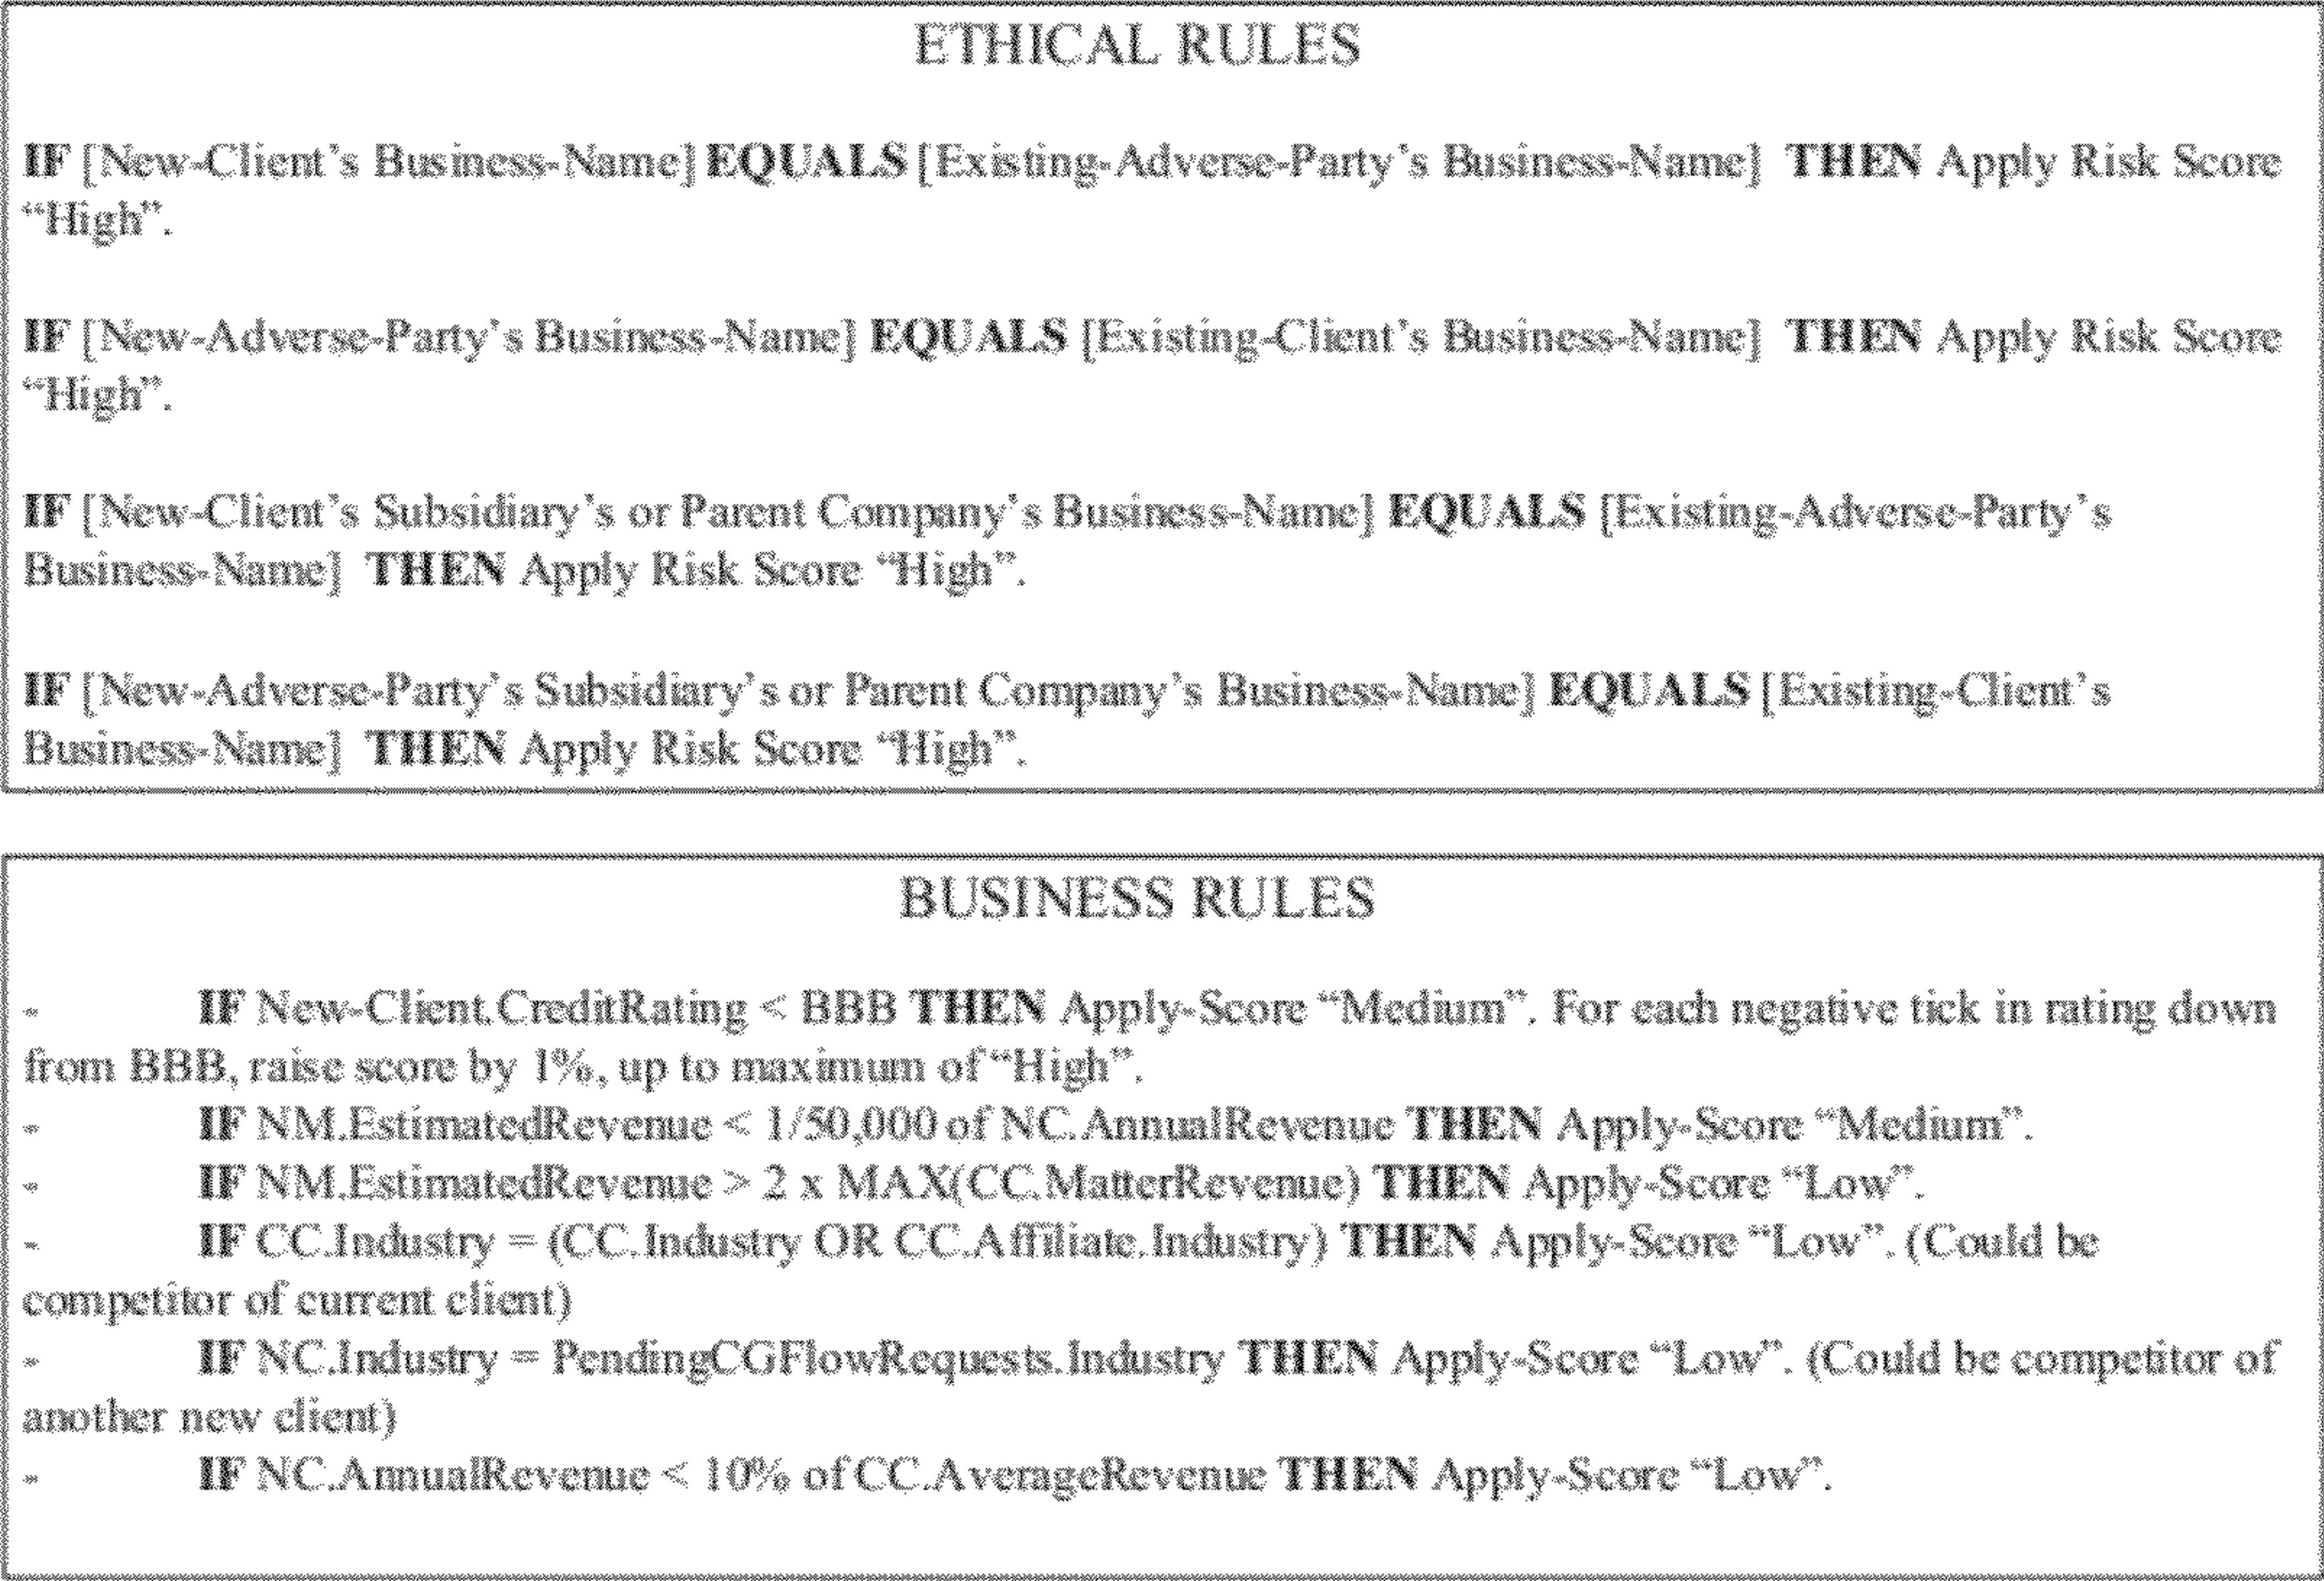 ETHICAL RULES
IF [New-Client's Business-Name] EQUALS [Existing-Adverse-Party's Business-Name] THEN Apply Risk Score
“High”.
IF [New-Adverse-Party's Business-Name] EQUALS [Existing-Client's Business-Name] THEN Apply Risk Score
“High”.
IF [New-Client's Subsidiary's or Parent Company's Business-Name] EQUALS [Existing-Adverse-Party's
Business-Name] THEN Apply Risk Score “High”.
IF [New-Adverse-Party's Subsidiary's or Parent Company's Business-Name] EQUALS [Existing-Client's
Business-Name] THEN Apply Risk Score “High”.
BUSINESS RULES
- IF New-Client.CreditRating < BBB THEN Apply-Score “Medium”. For each negative tick in rating down
from BBB, raise score by 1%, up to maximum of “High”.
- IF NM.EstimatedRevenue < 1/50,000 of NC.AnnualRevenue THEN Apply-Score “Medium”.
- IF NM.EstimatedRevenue > 2 x MAX(CC.MatterRevenue) THEN Apply-Score “Low”.
- IF CC.Industry = (CC.Industry OR CC.Affiliate.Industry) THEN Apply-Score “Low”. (Could be
competitor of current client)
- IF NC.Industry = PendingCGFlowRequests.Industry THEN Apply-Score “Low”. (Could be competitor of
another new client)
- IF NC.AnnualRevenue < 10% of CC.AverageRevenue THEN Apply-Score “Low”.